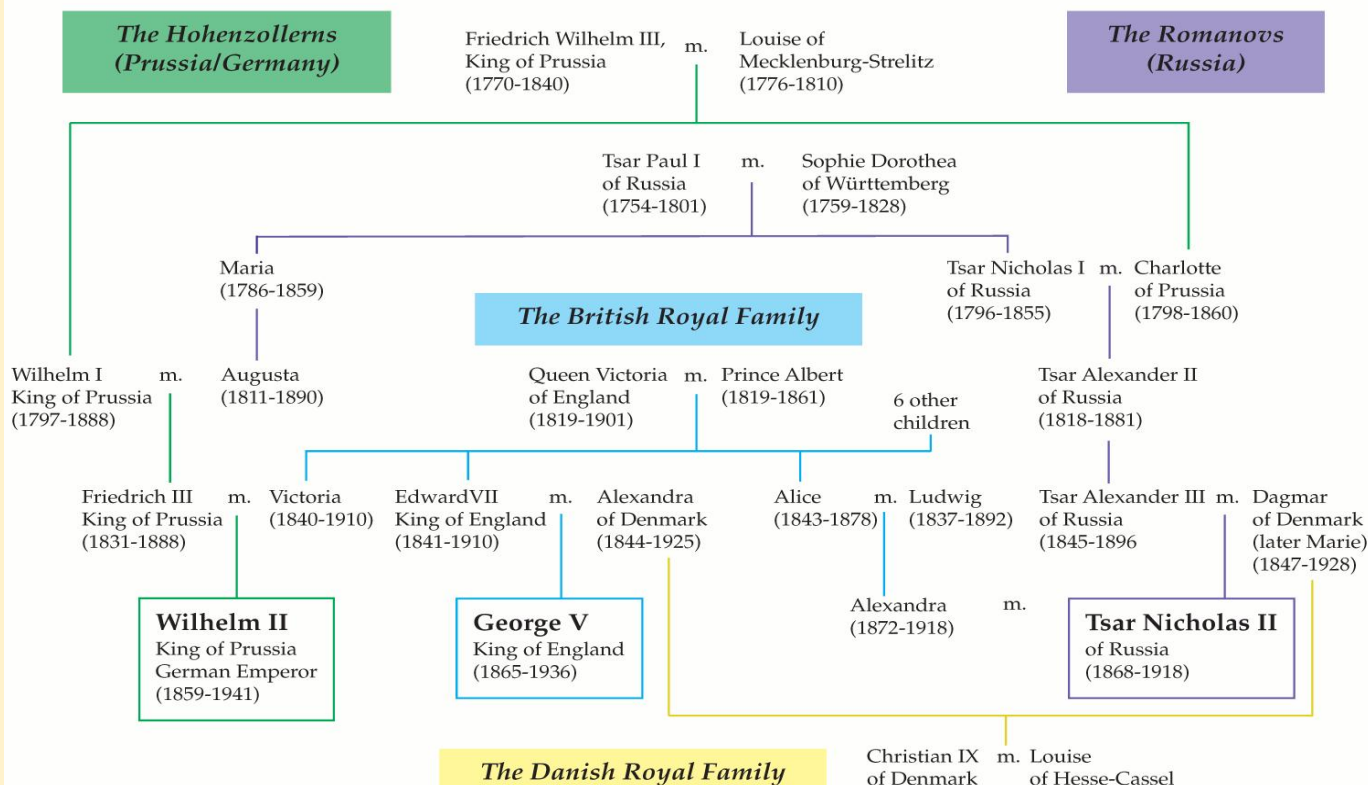 The Hohenzollerns
(Prussia/Germany)
Friedrich Wilhelm III,
King of Prussia
(1770-1840)
m.
Louise of
Mecklenburg-Strelitz
(1776-1810)
The Romanovs
(Russia)
Tsar Paul I
of Russia
(1754-1801)
m.
Sophie Dorothea
of Württemberg
(1759-1828)
Maria
(1786-1859)
Tsar Nicholas I
of Russia
(1796-1855)
m.
Charlotte
of Prussia
(1798-1860)
The British Royal Family
Wilhelm I
King of Prussia
(1797-1888)
m.
Augusta
(1811-1890)
Queen Victoria
of England
(1819-1901)
m.
Prince Albert
(1819-1861)
6 other
children
Tsar Alexander II
of Russia
(1818-1881)
Friedrich III
King of Prussia
(1831-1888)
m.
Victoria
(1840-1910)
EdwardVII
King of England
(1841-1910)
m.
Alexandra
of Denmark
(1844-1925)
Alice
(1843-1878)
m.
Ludwig
(1837-1892)
Tsar Alexander III
of Russia
(1845-1896
m.
Dagmar
of Denmark
(later Marie)
(1847-1928)
Wilhelm II
King of Prussia
German Emperor
(1859-1941)
George V
King of England
(1865-1936)
Alexandra
(1872-1918)
m.
Tsar Nicholas II
of Russia
(1868-1918)
The Danish Royal Family
Christian IX
of Denmark
m.
Louise
of Hesse-Cassel